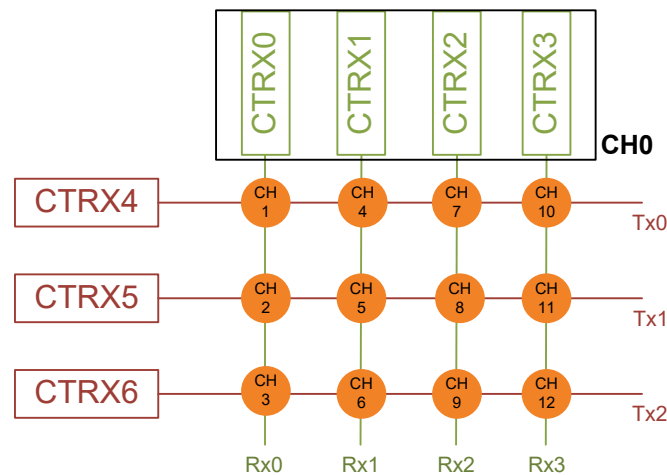 CTRX0
CTRX1
CTRX2
CTRX3
CH0
CTRX4
CH
1
CH
4
CH
7
CH
10
Tx0
CTRX5
CH
2
CH
5
CH
8
CH
11
Tx1
CTRX6
CH
3
CH
6
CH
9
CH
12
Tx2
Rx0
Rx1
Rx2
Rx3